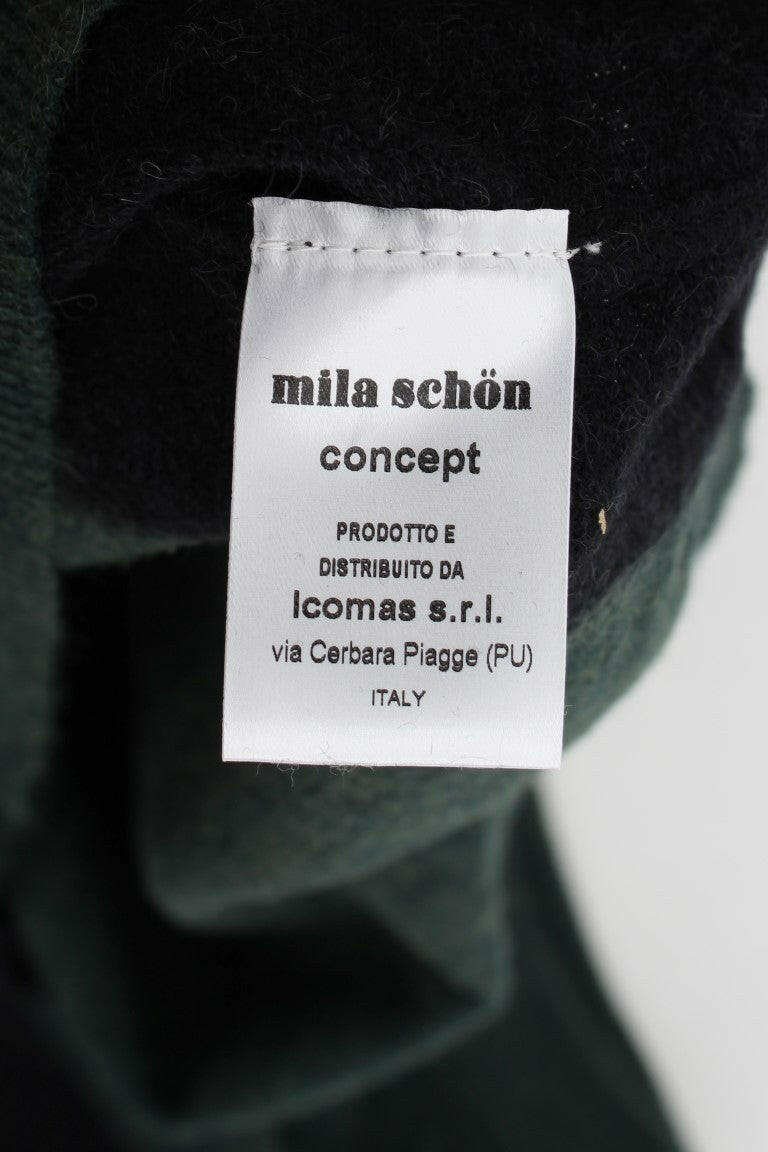 mila schön
concept
PRODOTTO E
DISTRIBUITO DA
Icomas s.r.l.
via Cerbara Piagge (PU)
ITALY